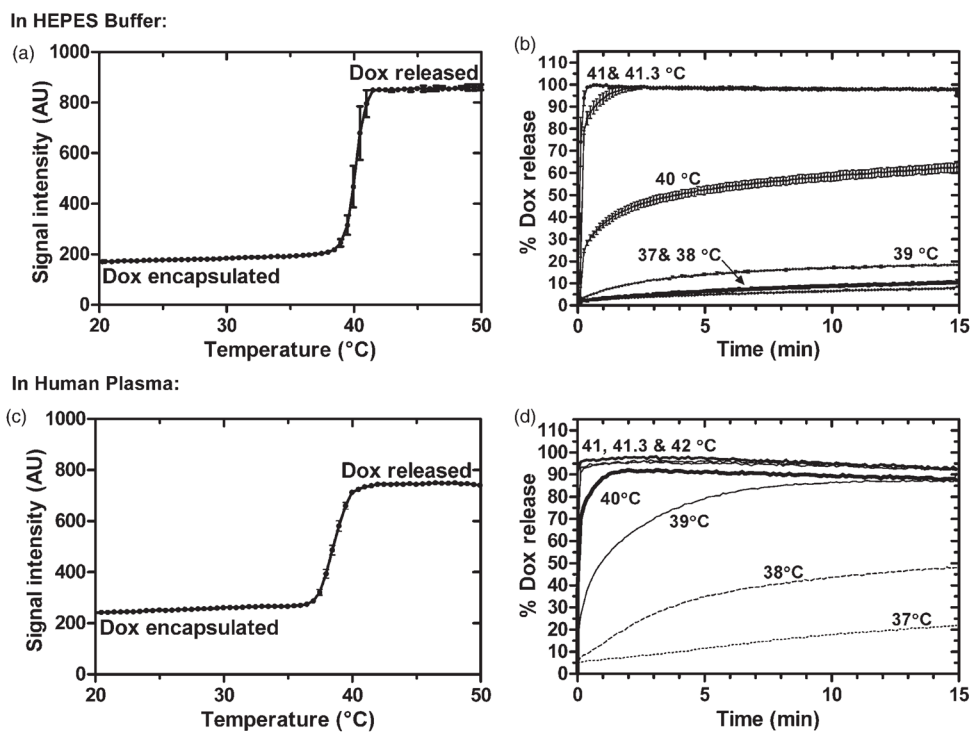 In HEPES Buffer:
(a)
1000
800
600
400
200
0
Signal intensity (AU)
Dox released
Dox encapsulated
20 30 40 50
Temperature (°C)
(b)
110
100
90
80
70
60
50
40
30
20
10
0
% Dox release
41& 41.3 °C
40 °C
37& 38 °C
39 °C
0 5 10 15
Time (min)
In Human Plasma:
(c)
1000
800
600
400
200
0
Signal intensity (AU)
Dox released
Dox encapsulated
20 30 40 50
Temperature (°C)
(d)
110
100
90
80
70
60
50
40
30
20
10
0
% Dox release
41, 41.3 & 42 °C
40°C
39°C
38°C
37°C
0 5 10 15
Time (min)